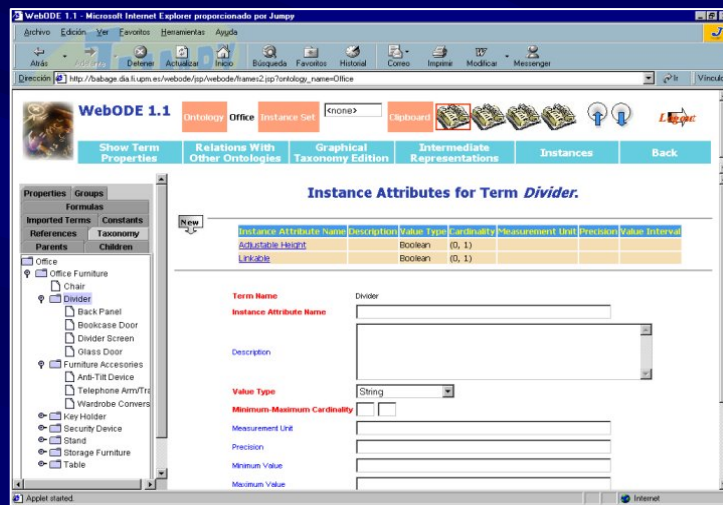 WebODE 1.1 - Microsoft Internet Explorer proporcionado por Jumpy
Archivo Edición Ver Favoritos Herramientas Ayuda
Atrás Adelante Detener Actualizar Inicio Búsqueda Favoritos Historial Correo Imprimir Modificar Messenger
Dirección http://babage.dia.fi.upm.es/webode/jsp/webode/frames2.jsp?ontology_name=Office Ir Vínculos
WebODE 1.1 Ontology Office Instance Set <none> Clipboard Logout
Show Term Properties Relations With Other Ontologies Graphical Taxonomy Edition Intermediate Representations Instances Back
Properties Groups
Formulas
Imported Terms Constants
References Taxonomy
Parents Children
Office
Office Furniture
Chair
Divider
Back Panel
Bookcase Door
Divider Screen
Glass Door
Furniture Accesories
Anti-Tilt Device
Telephone Arm/Tra
Wardrobe Convers
Key Holder
Security Device
Stand
Storage Furniture
Table
Instance Attributes for Term Divider.
New
Instance Attribute Name Description Value Type Cardinality Measurement Unit Precision Value Interval
Adjustable Height Boolean (0, 1)
Linkable Boolean (0, 1)
Term Name Divider
Instance Attribute Name
Description
Value Type String
Minimum-Maximum Cardinality
Measurement Unit
Precision
Minimum Value
Maximum Value
Applet started. Internet